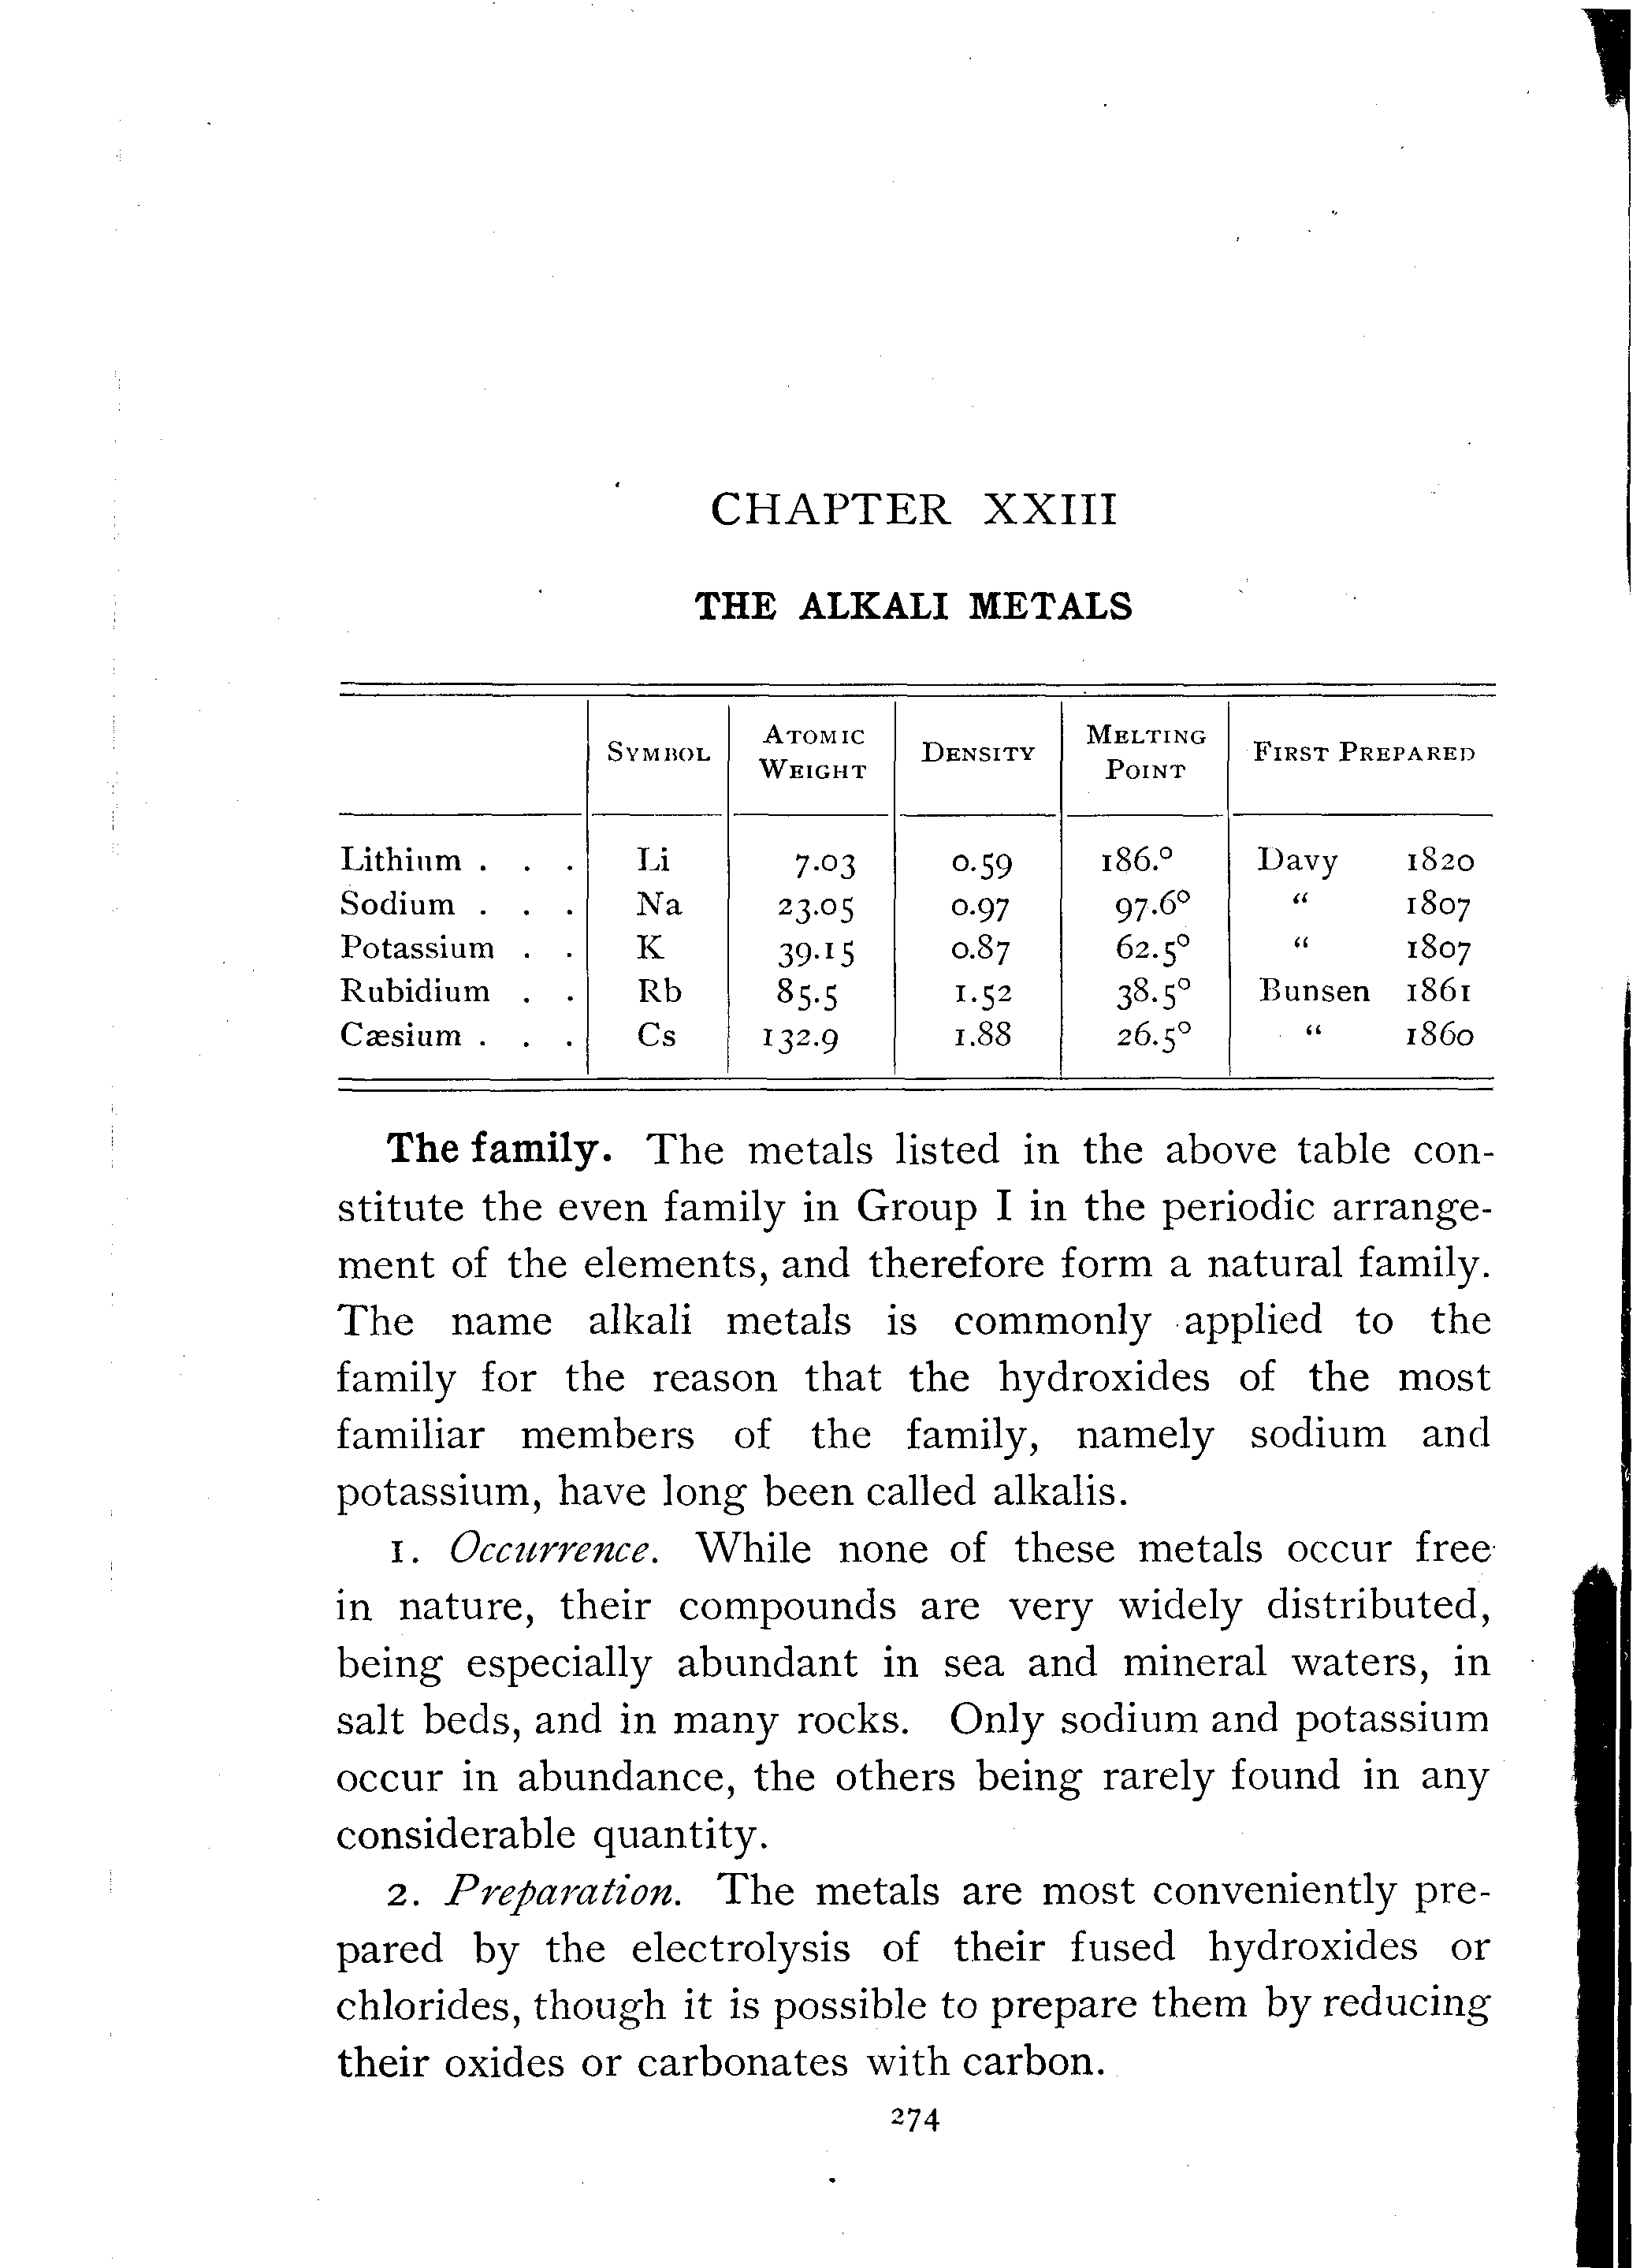 CHAPTER XXIII
THE ALKALI METALS
SYMBOL ATOMIC WEIGHT DENSITY MELTING POINT FIRST PREPARED
Lithium . . . Li 7.03 0.59 186.° Davy 1820
Sodium . . . Na 23.05 0.97 97.6° “ 1807
Potassium . . K 39.15 0.87 62.5° “ 1807
Rubidium . . Rb 85.5 1.52 38.5° Bunsen 1861
Cæsium . . . Cs 132.9 1.88 26.5° “ 1860
The family. The metals listed in the above table con-
stitute the even family in Group I in the periodic arrange-
ment of the elements, and therefore form a natural family.
The name alkali metals is commonly applied to the
family for the reason that the hydroxides of the most
familiar members of the family, namely sodium and
potassium, have long been called alkalis.
1. Occurrence. While none of these metals occur free
in nature, their compounds are very widely distributed,
being especially abundant in sea and mineral waters, in
salt beds, and in many rocks. Only sodium and potassium
occur in abundance, the others being rarely found in any
considerable quantity.
2. Preparation. The metals are most conveniently pre-
pared by the electrolysis of their fused hydroxides or
chlorides, though it is possible to prepare them by reducing
their oxides or carbonates with carbon.
274